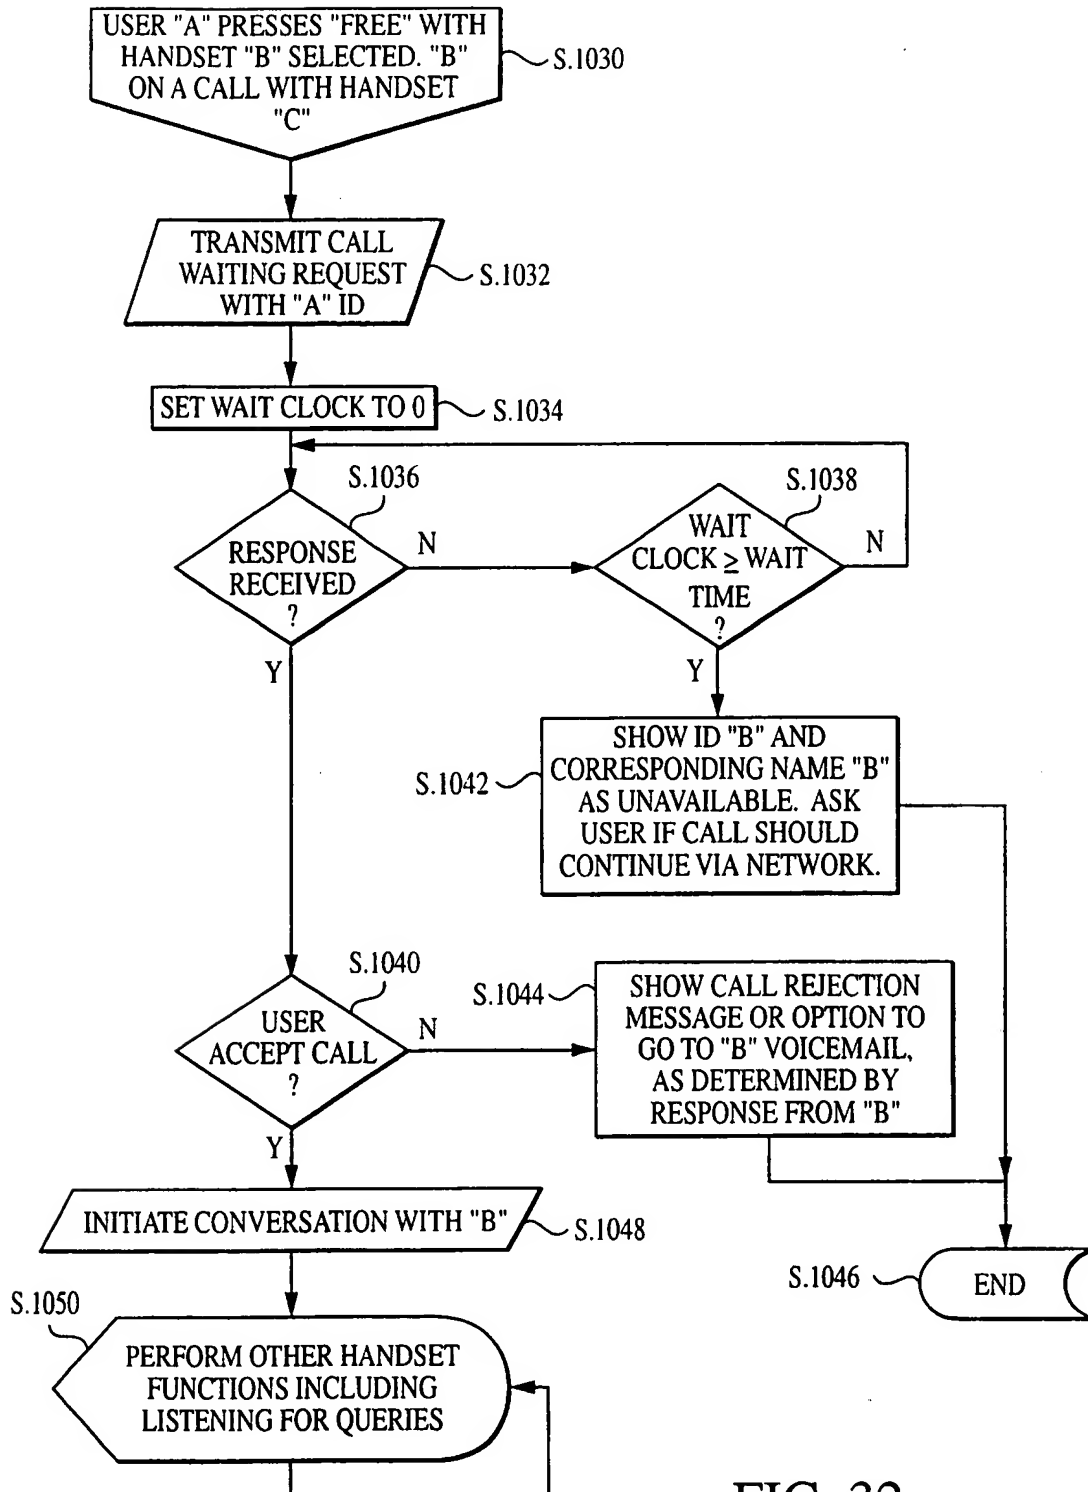 USER "A" PRESSES "FREE" WITH
HANDSET "B" SELECTED. "B"
ON A CALL WITH HANDSET
"C"
S.1030
TRANSMIT CALL
WAITING REQUEST
WITH "A" ID
S.1032
SET WAIT CLOCK TO 0
S.1034
S.1036
RESPONSE
RECEIVED
?
N
Y
S.1038
WAIT
CLOCK ≥ WAIT
TIME
?
N
Y
S.1042
SHOW ID "B" AND
CORRESPONDING NAME "B"
AS UNAVAILABLE. ASK
USER IF CALL SHOULD
CONTINUE VIA NETWORK.
S.1040
USER
ACCEPT CALL
?
N
Y
S.1044
SHOW CALL REJECTION
MESSAGE OR OPTION TO
GO TO "B" VOICEMAIL,
AS DETERMINED BY
RESPONSE FROM "B"
INITIATE CONVERSATION WITH "B"
S.1048
S.1046
END
S.1050
PERFORM OTHER HANDSET
FUNCTIONS INCLUDING
LISTENING FOR QUERIES